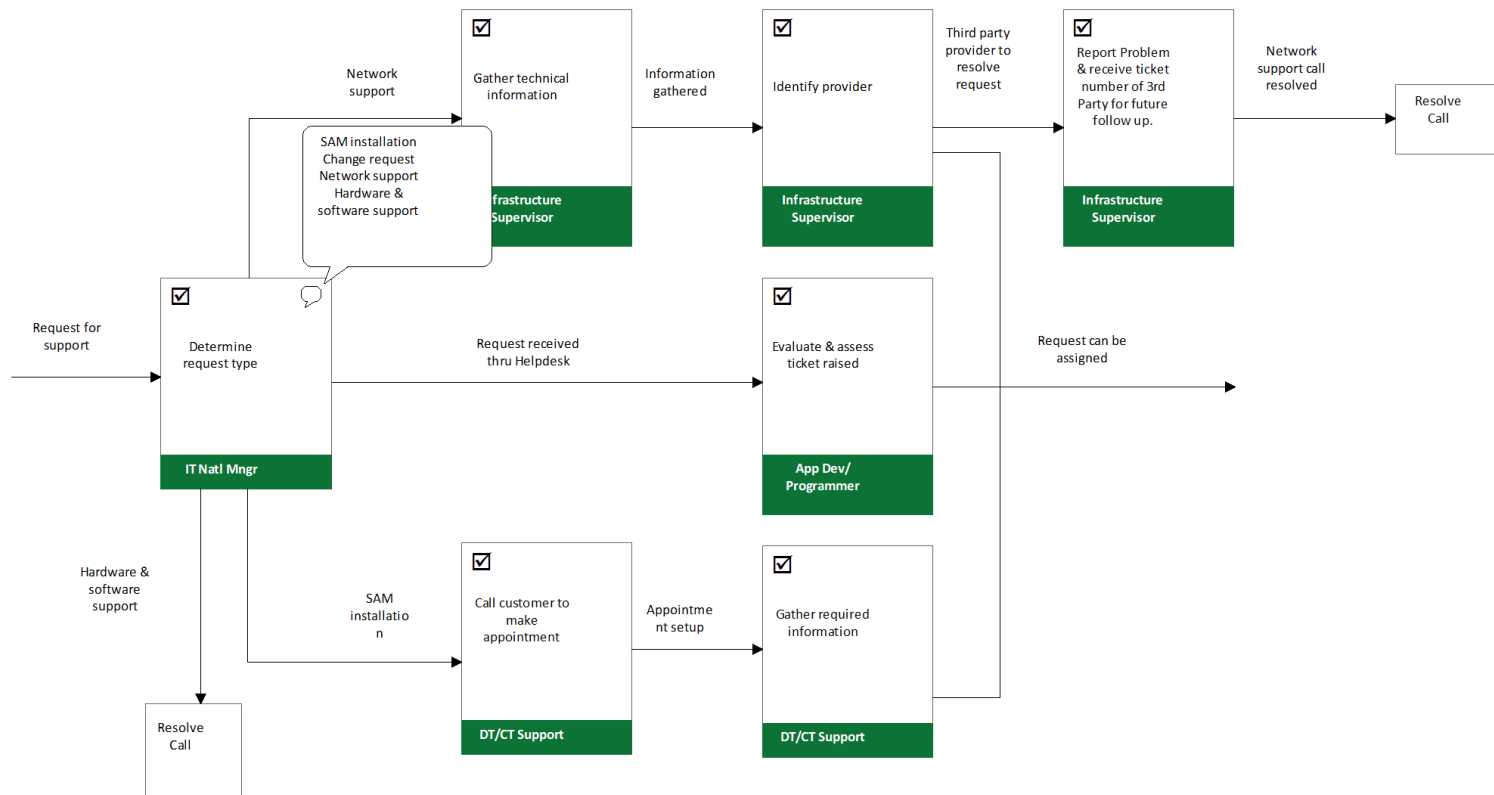 Network
support
Gather technical
information
Information
gathered
Identify provider
Third party
provider to
resolve
request
Report Problem
& receive ticket
number of 3rd
Party for future
follow up.
Network
support call
resolved
Resolve
Call
SAM installation
Change request
Network support
Hardware &
software support
frastructure
Supervisor
Infrastructure
Supervisor
Infrastructure
Supervisor
Request for
support
Determine
request type
IT Natl Mngr
Request received
thru Helpdesk
Evaluate & assess
ticket raised
App Dev/
Programmer
Request can be
assigned
Hardware &
software
support
SAM
installatio
n
Call customer to
make
appointment
DT/CT Support
Appointme
nt setup
Gather required
information
DT/CT Support
Resolve
Call